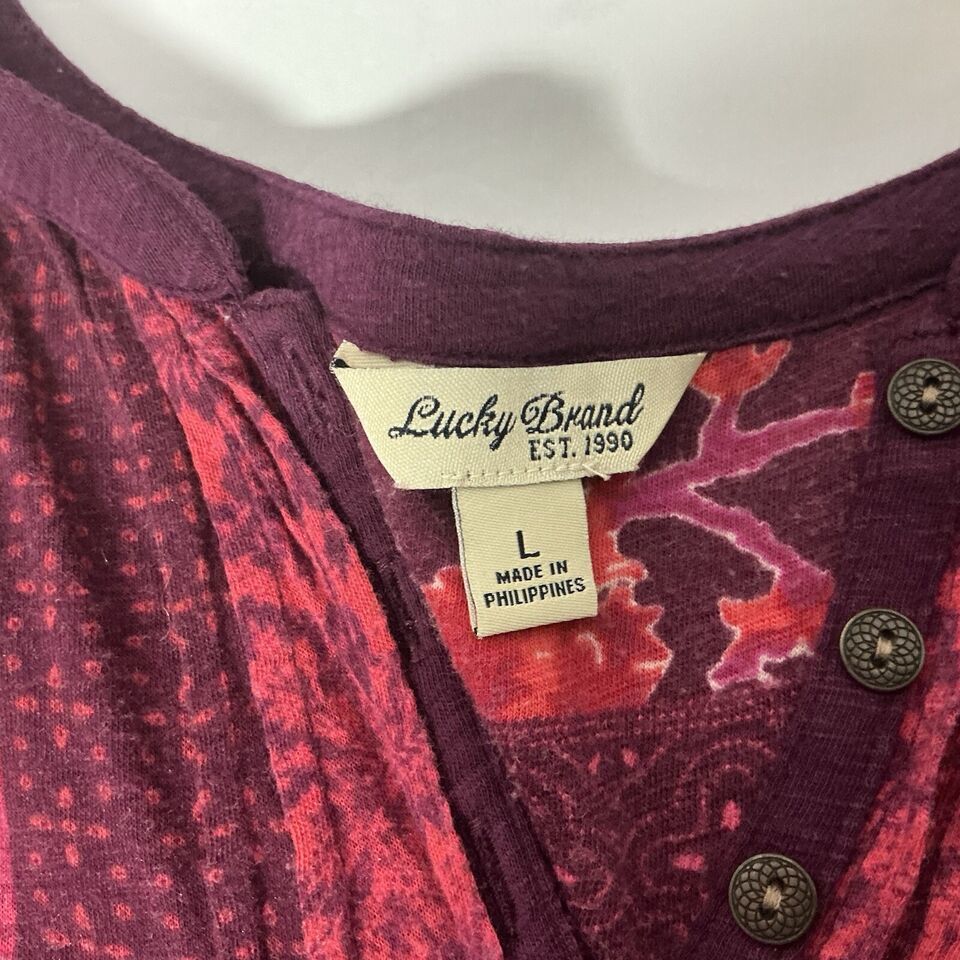 Lucky Brand
EST. 1990
L
MADE IN
PHILIPPINES